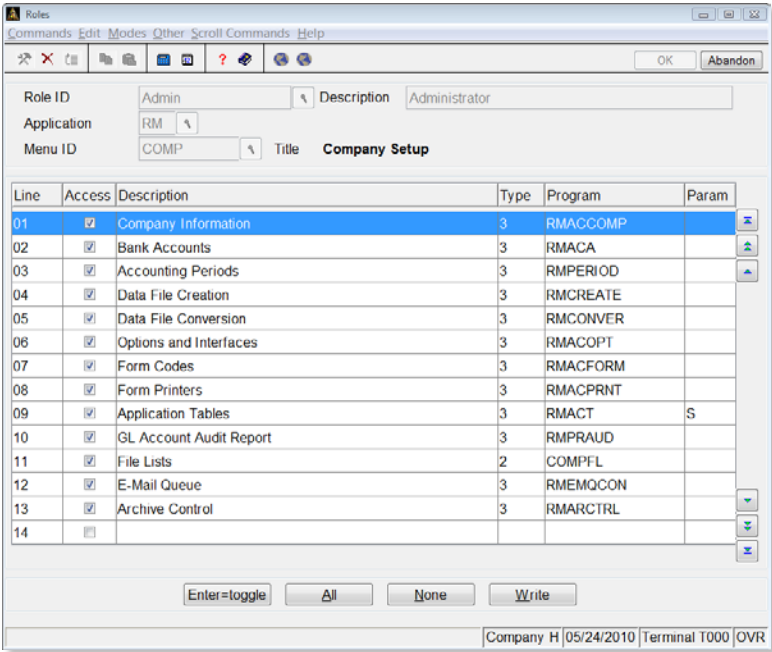 Roles
Commands Edit Modes Other Scroll Commands Help
OK Abandon
Role ID Admin Description Administrator
Application RM
Menu ID COMP Title Company Setup
Line Access Description Type Program Param
01 Company Information 3 RMACCOMP
02 Bank Accounts 3 RMACA
03 Accounting Periods 3 RMPERIOD
04 Data File Creation 3 RMCREATE
05 Data File Conversion 3 RMCONVER
06 Options and Interfaces 3 RMACOPT
07 Form Codes 3 RMACFORM
08 Form Printers 3 RMACPRNT
09 Application Tables 3 RMACT S
10 GL Account Audit Report 3 RMPRAUD
11 File Lists 2 COMPFL
12 E-Mail Queue 3 RMEMQCON
13 Archive Control 3 RMARCTRL
14
Enter=toggle All None Write
Company H 05/24/2010 Terminal T000 OVR